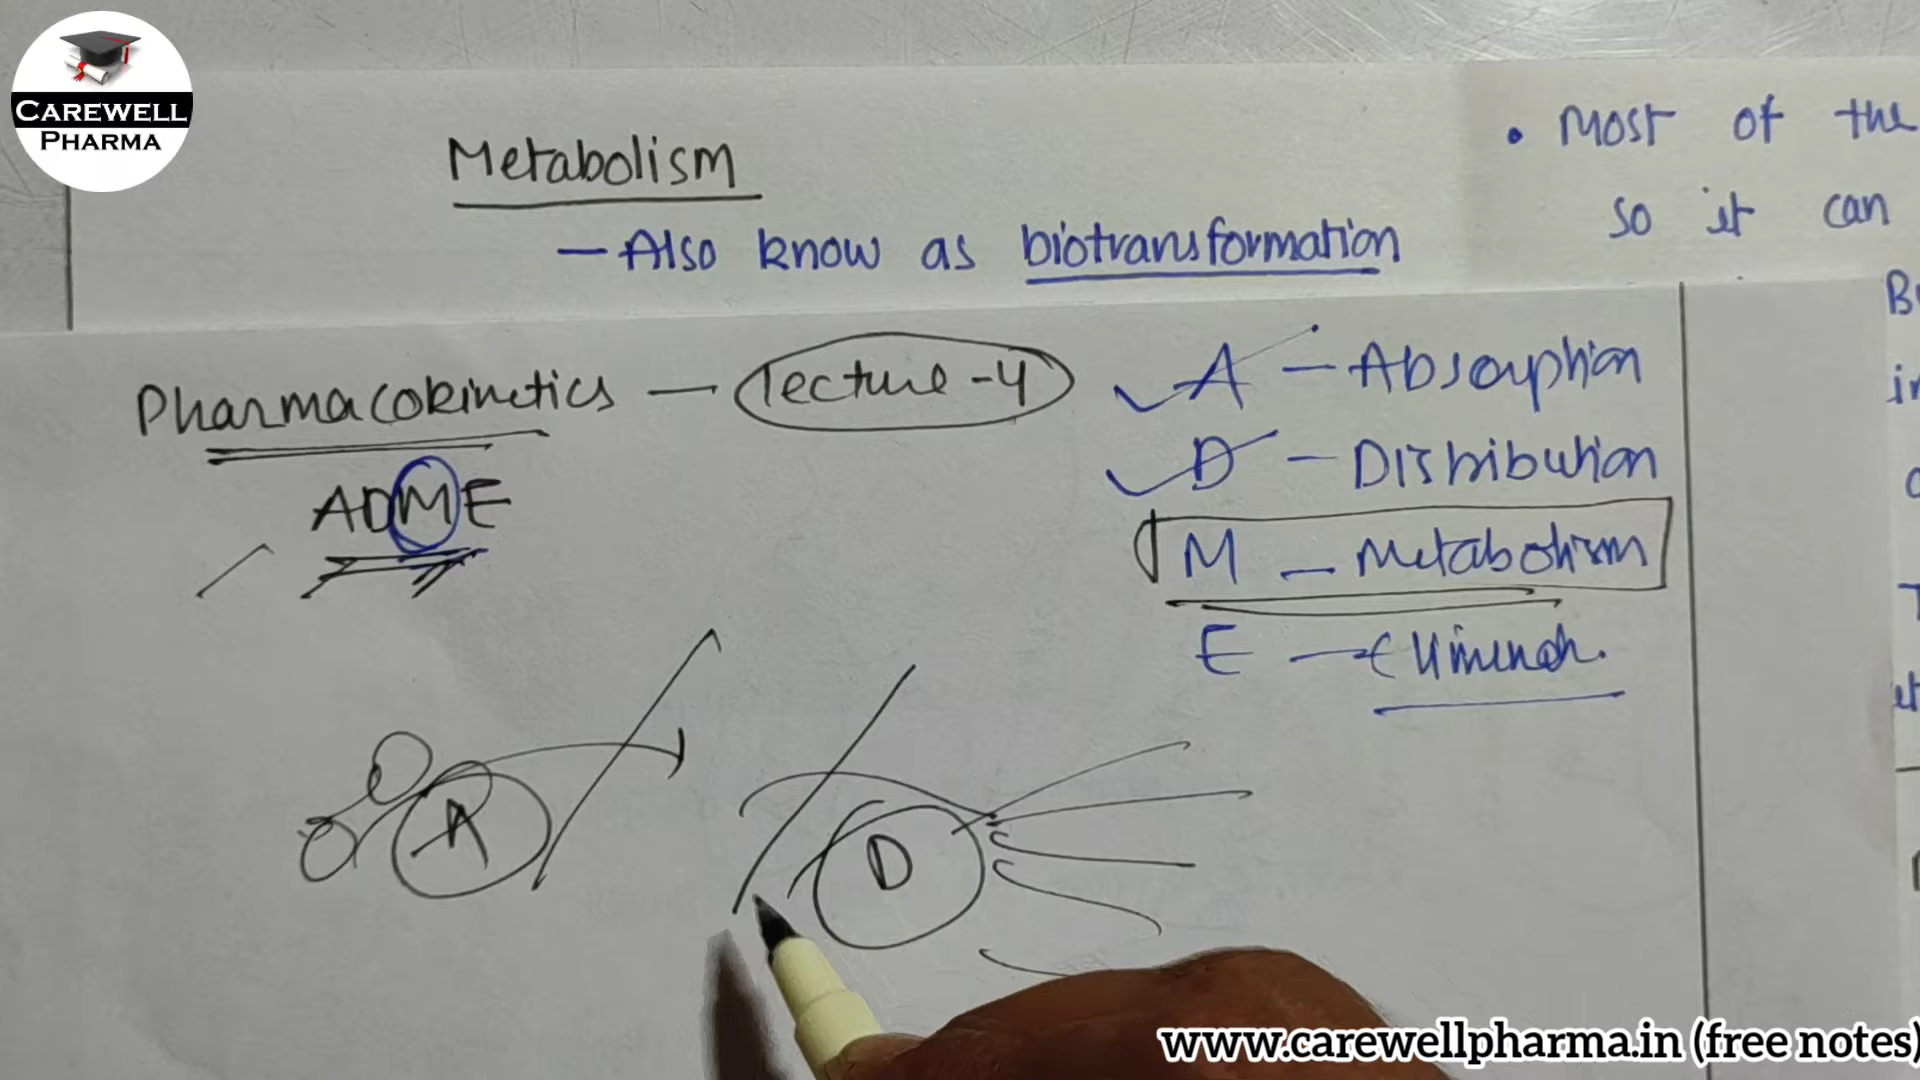 CAREWELL
PHARMA
Metabolism
— Also know as biotransformation
• Most of the
so it can
Pharmacokinetics — Lecture - 4
ADME
A — Absorption
D — Distribution
M — Metabolism
E —
A
D
www.carewellpharma.in (free notes)